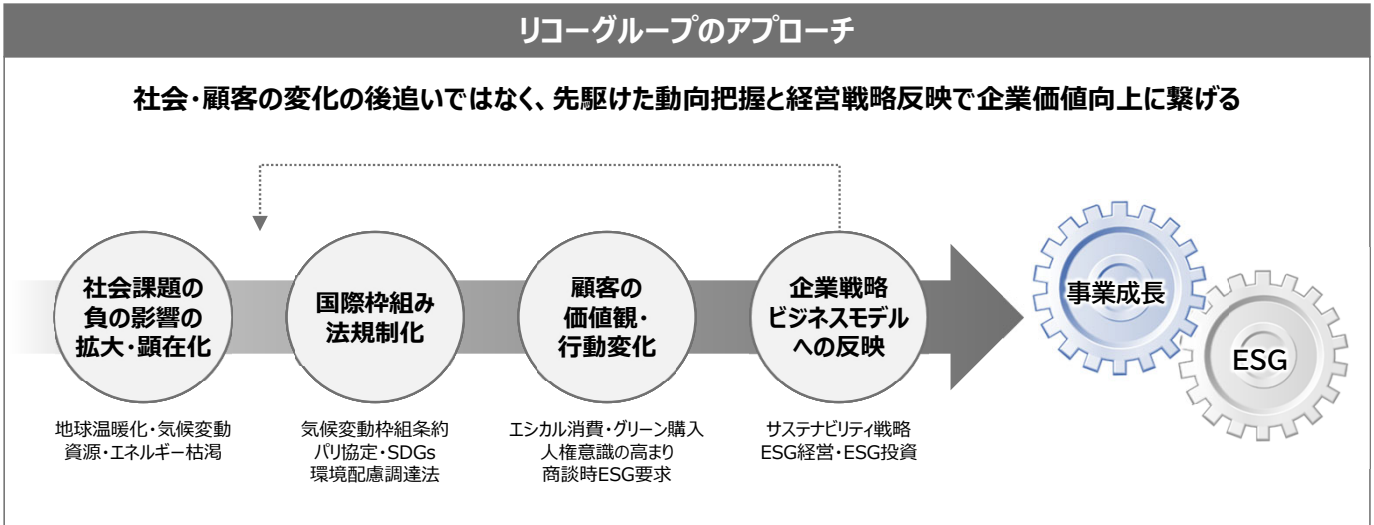 リコーグループのアプローチ
社会・顧客の変化の後追いではなく、先駆けた動向把握と経営戦略反映で企業価値向上に繋げる
社会課題の
負の影響の
拡大・顕在化
地球温暖化・気候変動
資源・エネルギー枯渇
国際枠組み
法規制化
気候変動枠組条約
パリ協定・SDGs
環境配慮調達法
顧客の
価値観・
行動変化
エシカル消費・グリーン購入
人権意識の高まり
商談時ESG要求
企業戦略
ビジネスモデル
への反映
サステナビリティ戦略
ESG経営・ESG投資
事業成長
ESG